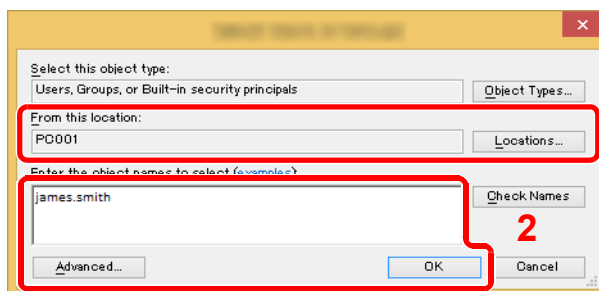 Select this object type:
Users, Groups, or Built-in security principals
Object Types...
From this location:
PC001
Locations...
Enter the object names to select (examples)
james.smith
Check Names
2
Advanced...
OK
Cancel